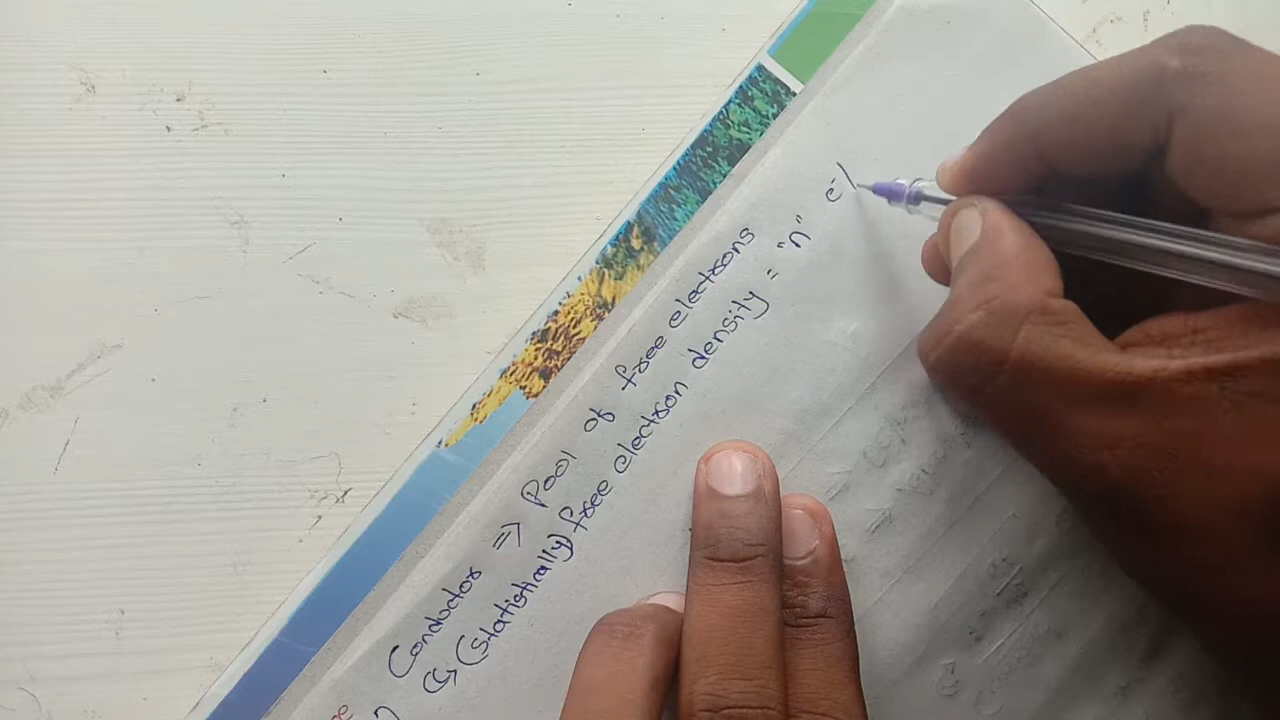 Conductor => Pool of free electrons
↳ (Statistically) free electron density = "n" e-/